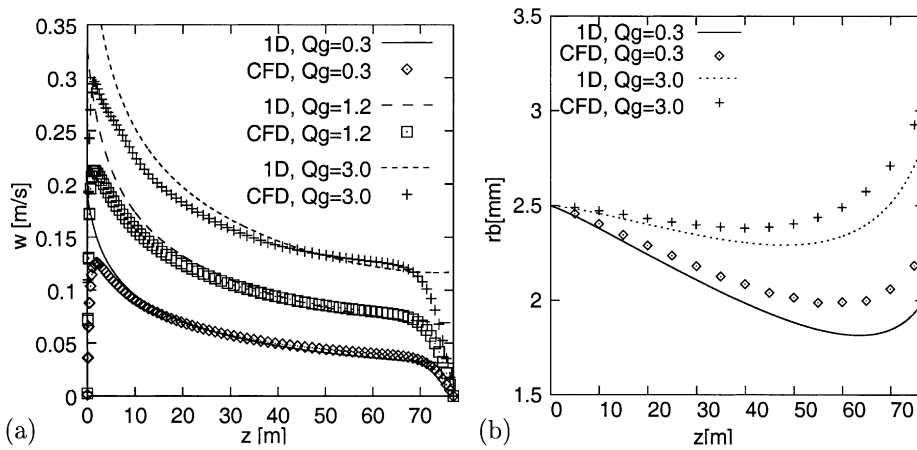 0.35
0.3
0.25
0.2
0.15
0.1
0.05
0
w [m/s]
1D, Qg=0.3
CFD, Qg=0.3
1D, Qg=1.2
CFD, Qg=1.2
1D, Qg=3.0
CFD, Qg=3.0
0 10 20 30 40 50 60 70
z [m]
(a)
3.5
3
2.5
2
1.5
rb[mm]
1D, Qg=0.3
CFD, Qg=0.3
1D, Qg=3.0
CFD, Qg=3.0
0 10 20 30 40 50 60 70
z[m]
(b)